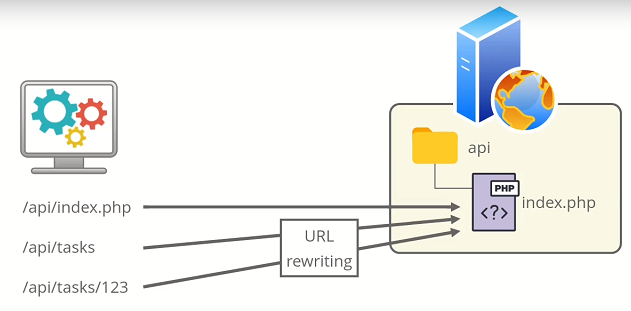 api
PHP
<?>
index.php
/api/index.php
/api/tasks
/api/tasks/123
URL
rewriting